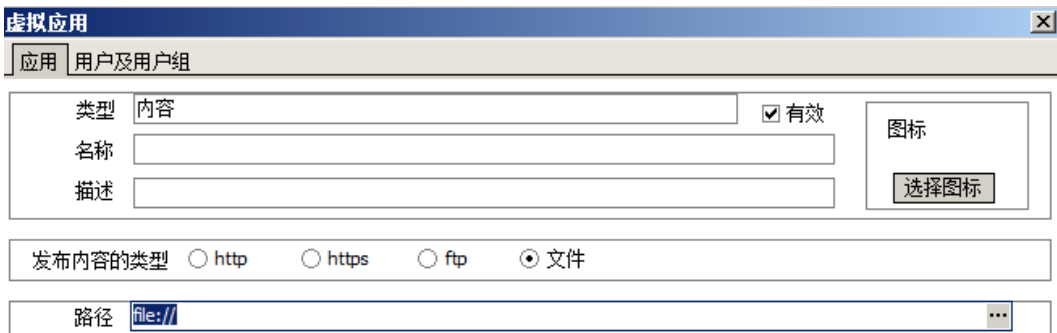 虚拟应用
应用 用户及用户组
类型 内容 有效
图标
名称
描述 选择图标
发布内容的类型 http https ftp 文件
路径 file:// ...